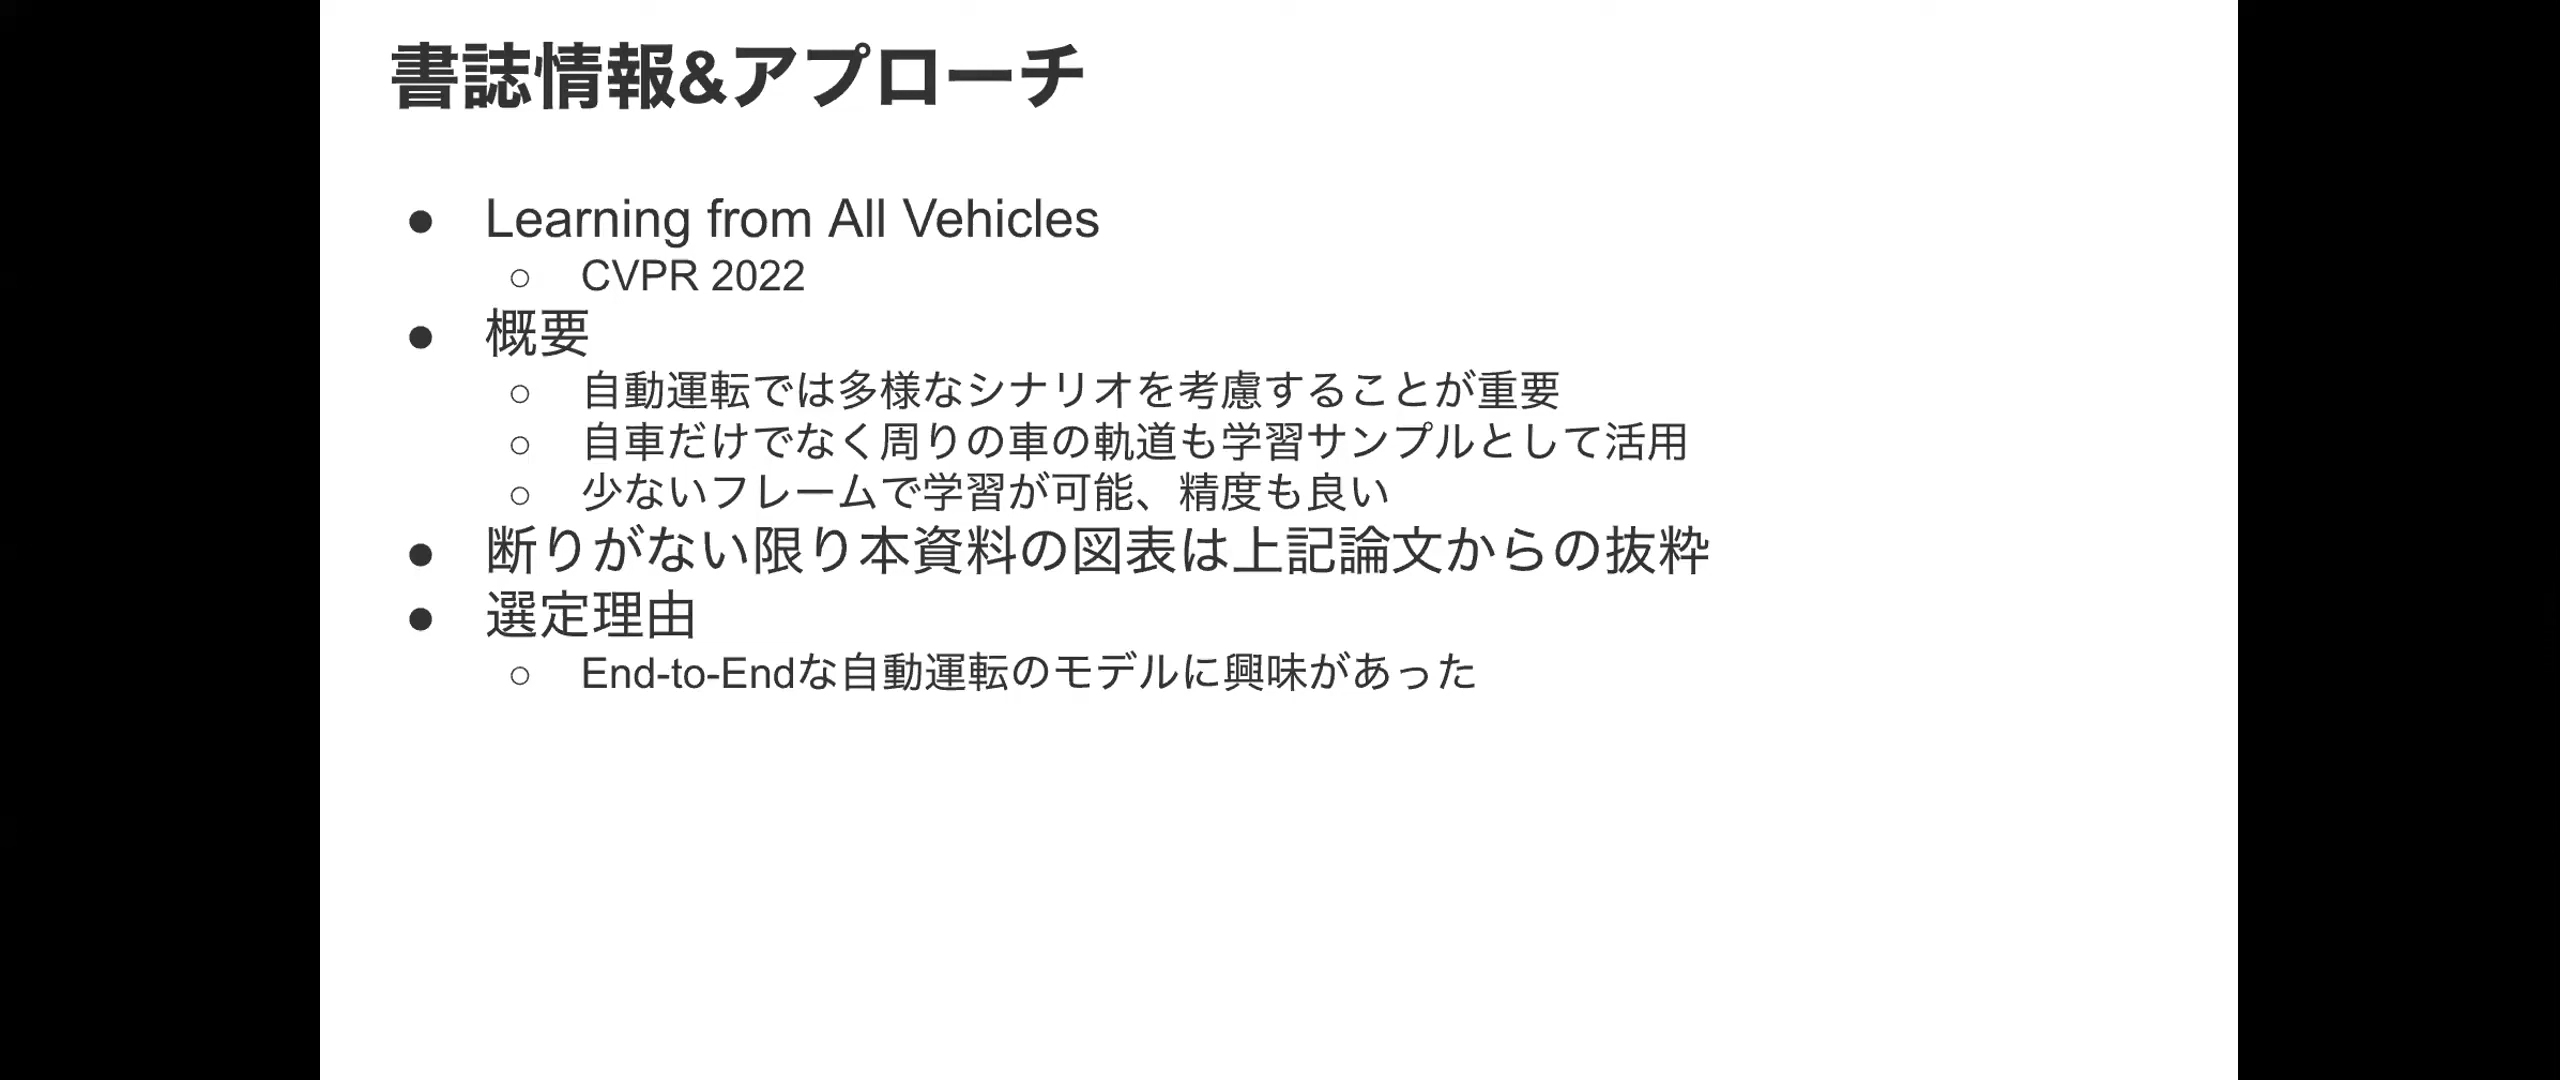 書誌情報&アプローチ
● Learning from All Vehicles
○ CVPR 2022
● 概要
○ 自動運転では多様なシナリオを考慮することが重要
○ 自車だけでなく周りの車の軌道も学習サンプルとして活用
○ 少ないフレームで学習が可能、精度も良い
● 断りがない限り本資料の図表は上記論文からの抜粋
● 選定理由
○ End-to-Endな自動運転のモデルに興味があった